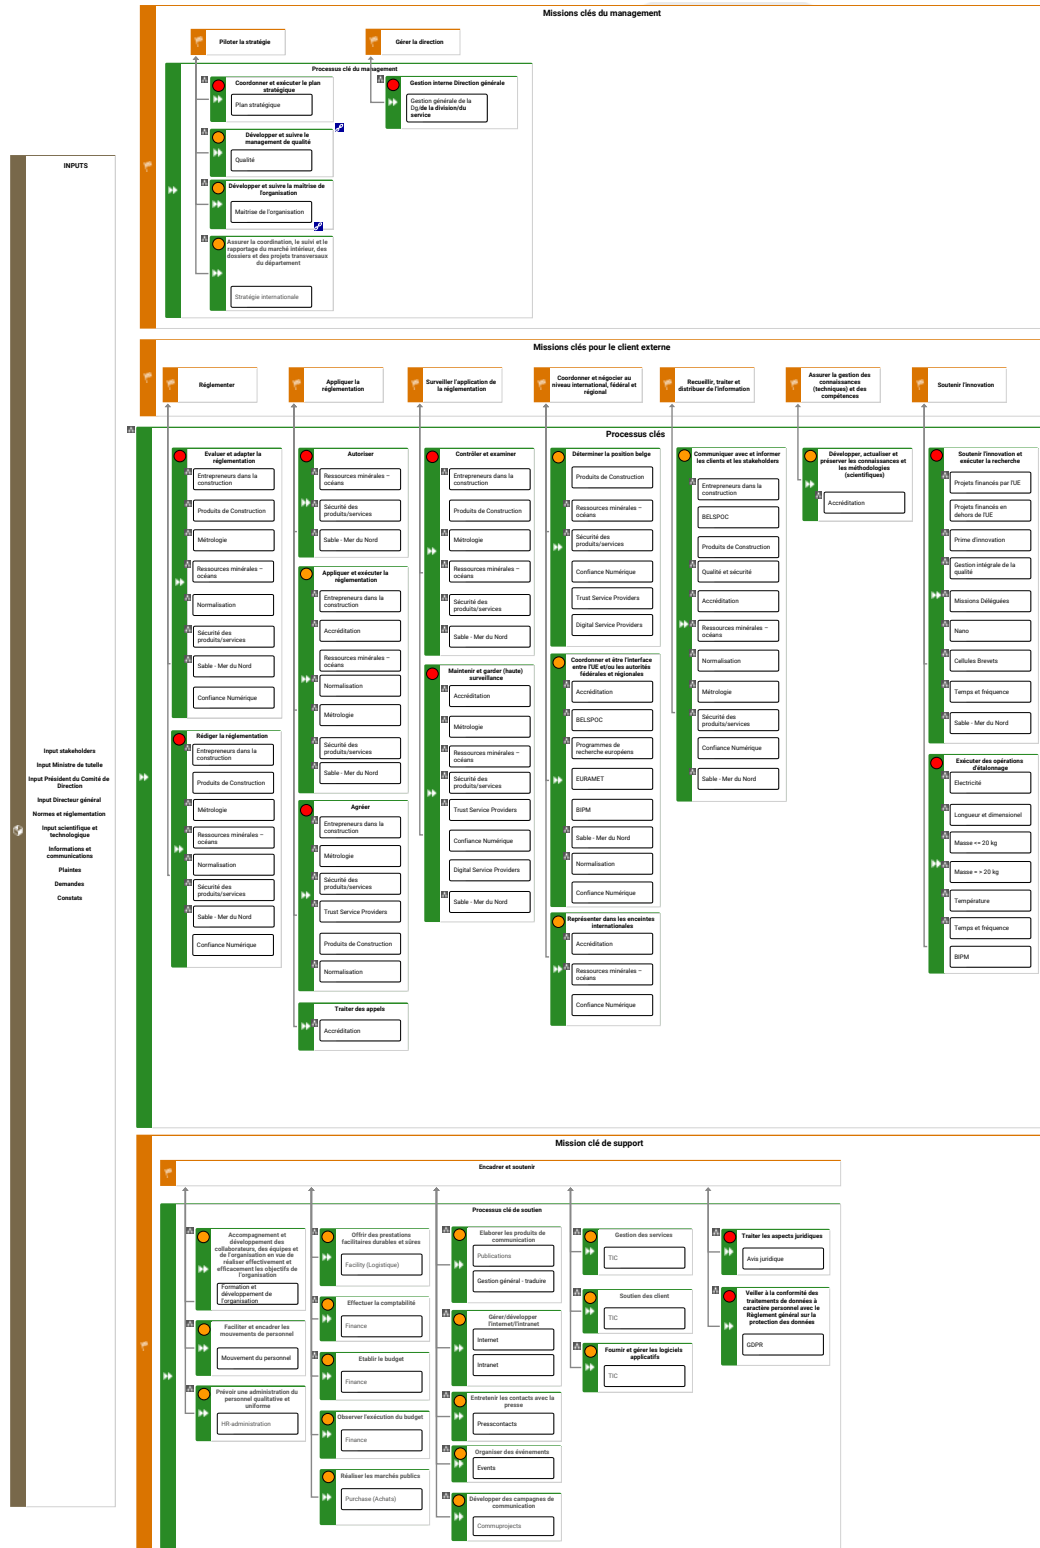 Missions clés du management
Piloter la stratégie
Gérer la direction
Processus clé du management
Coordonner et exécuter le plan
stratégique
Plan stratégique
Développer et suivre le
management de qualité
Qualité
Développer et suivre la maitrise de
l'organisation
Maitrise de l'organisation
Assurer la coordination, le suivi et le
rapportage du marché intérieur, des
dossiers et des projets transversaux
du département
Stratégie internationale
Gestion interne Direction générale
Gestion générale de la
Dg/de la division/du
service
INPUTS
Input stakeholders
Input Ministre de tutelle
Input Président du Comité de
Direction
Input Directeur général
Normes et réglementation
Input scientifique et
technologique
Informations et
communications
Plaintes
Demandes
Constats
Missions clés pour le client externe
Réglementer
Appliquer la
réglementation
Surveiller l'application de
la réglementation
Coordonner et négocier au
niveau international, fédéral et
régional
Recueillir, traiter et
distribuer de l'information
Assurer la gestion des
connaissances
(techniques) et des
compétences
Soutenir l'innovation
Processus clés
Evaluer et adapter la
réglementation
Entrepreneurs dans la
construction
Produits de Construction
Métrologie
Ressources minérales –
océans
Normalisation
Sécurité des
produits/services
Sable - Mer du Nord
Confiance Numérique
Rédiger la réglementation
Entrepreneurs dans la
construction
Produits de Construction
Métrologie
Ressources minérales –
océans
Normalisation
Sécurité des
produits/services
Sable - Mer du Nord
Confiance Numérique
Autoriser
Ressources minérales –
océans
Sécurité des
produits/services
Sable - Mer du Nord
Appliquer et exécuter la
réglementation
Entrepreneurs dans la
construction
Accréditation
Ressources minérales –
océans
Normalisation
Métrologie
Sécurité des
produits/services
Sable - Mer du Nord
Agréer
Entrepreneurs dans la
construction
Métrologie
Sécurité des
produits/services
Trust Service Providers
Produits de Construction
Normalisation
Traiter des appels
Accréditation
Contrôler et examiner
Entrepreneurs dans la
construction
Produits de Construction
Métrologie
Ressources minérales –
océans
Sécurité des
produits/services
Sable - Mer du Nord
Maintenir et garder (haute)
surveillance
Accréditation
Métrologie
Ressources minérales –
océans
Sécurité des
produits/services
Trust Service Providers
Confiance Numérique
Digital Service Providers
Sable - Mer du Nord
Déterminer la position belge
Produits de Construction
Ressources minérales –
océans
Sécurité des
produits/services
Confiance Numérique
Trust Service Providers
Digital Service Providers
Coordonner et être l'interface
entre l'UE et/ou les autorités
fédérales et régionales
Accréditation
BELSPOC
Programmes de
recherche européens
EURAMET
BIPM
Sable - Mer du Nord
Normalisation
Confiance Numérique
Représenter dans les enceintes
internationales
Accréditation
Ressources minérales –
océans
Confiance Numérique
Communiquer avec et informer
les clients et les stakeholders
Entrepreneurs dans la
construction
BELSPOC
Produits de Construction
Qualité et sécurité
Accréditation
Ressources minérales –
océans
Normalisation
Métrologie
Sécurité des
produits/services
Confiance Numérique
Sable - Mer du Nord
Développer, actualiser et
préserver les connaissances et
les méthodologies
(scientifiques)
Accréditation
Soutenir l'innovation et
exécuter la recherche
Projets financés par l'UE
Projets financés en
dehors de l'UE
Prime d'innovation
Gestion intégrale de la
qualité
Missions Déléguées
Nano
Cellules Brevets
Temps et fréquence
Sable - Mer du Nord
Exécuter des opérations
d'étalonnage
Electricité
Longueur et dimensionel
Masse <= 20 kg
Masse = > 20 kg
Température
Temps et fréquence
BIPM
Mission clé de support
Encadrer et soutenir
Processus clé de soutien
Accompagnement et
développement des
collaborateurs, des équipes et
de l'organisation en vue de
réaliser effectivement et
efficacement les objectifs de
l'organisation
Formation et
développement de
l'organisation
Faciliter et encadrer les
mouvements de personnel
Mouvement du personnel
Prévoir une administration du
personnel qualitative et
uniforme
HR-administration
Offrir des prestations
facilitaires durables et sûres
Facility (Logistique)
Effectuer la comptabilité
Finance
Etablir le budget
Finance
Observer l'exécution du budget
Finance
Réaliser les marchés publics
Purchase (Achats)
Elaborer les produits de
communication
Publications
Gestion général - traduire
Gérer/développer
l'internet/l'intranet
Internet
Intranet
Entretenir les contacts avec la
presse
Presscontacts
Organiser des événements
Events
Développer des campagnes de
communication
Commuprojects
Gestion des services
TIC
Soutien des client
TIC
Fournir et gérer les logiciels
applicatifs
TIC
Traiter les aspects juridiques
Avis juridique
Veiller à la conformité des
traitements de données à
caractère personnel avec le
Règlement général sur la
protection des données
GDPR